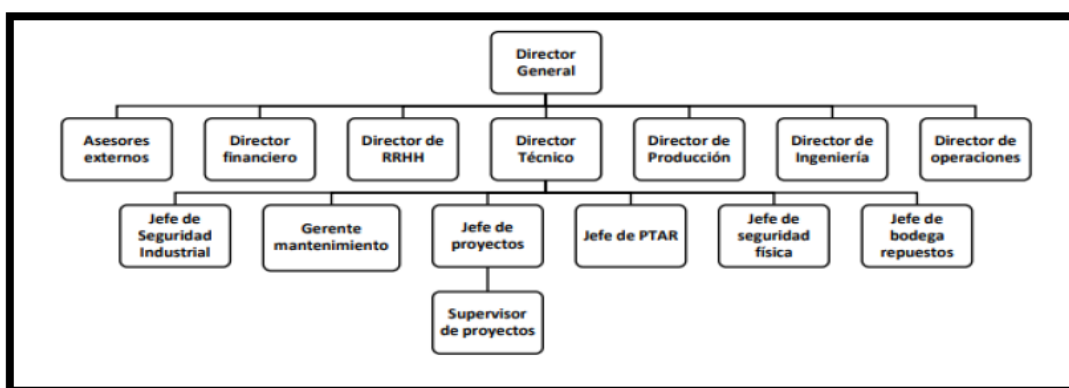 Director
General
Asesores
externos
Director
financiero
Director de
RRHH
Director
Técnico
Director de
Producción
Director de
Ingeniería
Director de
operaciones
Jefe de
Seguridad
Industrial
Gerente
mantenimiento
Jefe de
proyectos
Jefe de PTAR
Jefe de
seguridad
física
Jefe de
bodega
repuestos
Supervisor
de proyectos